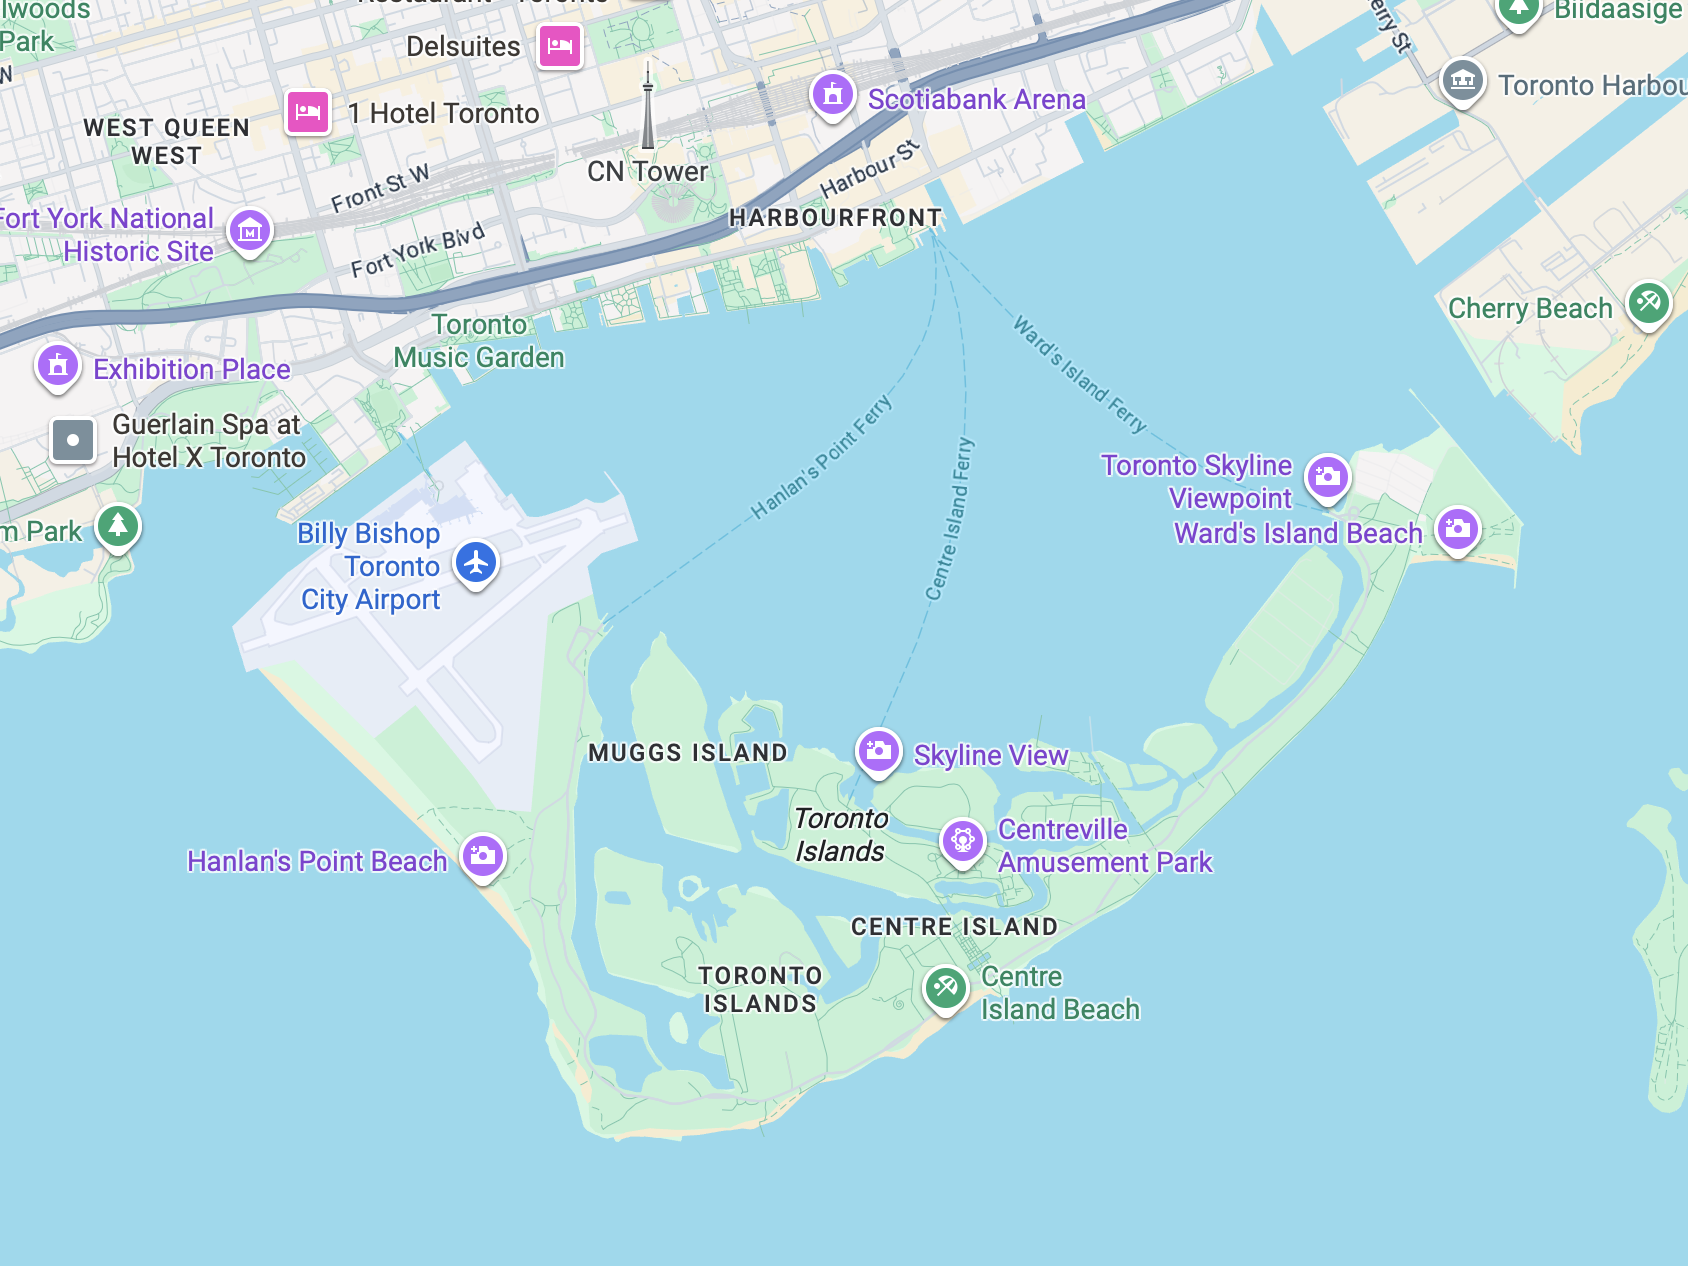 lwoods
Park
W
Delsuites
1 Hotel Toronto
WEST QUEEN
WEST
Front St W
CN Tower
Scotiabank Arena
Harbour St
HARBOURFRONT
Fort York National
Historic Site
Fort York Blvd
Toronto
Music Garden
Exhibition Place
Guerlain Spa at
Hotel X Toronto
m Park
Billy Bishop
Toronto
City Airport
Hanlan's Point Ferry
Centre Island Ferry
Ward's Island Ferry
erry St
Biidaasige
Toronto Harbou
Cherry Beach
Toronto Skyline
Viewpoint
Ward's Island Beach
MUGGS ISLAND
Skyline View
Toronto
Islands
Centreville
Amusement Park
Hanlan's Point Beach
CENTRE ISLAND
TORONTO
ISLANDS
Centre
Island Beach